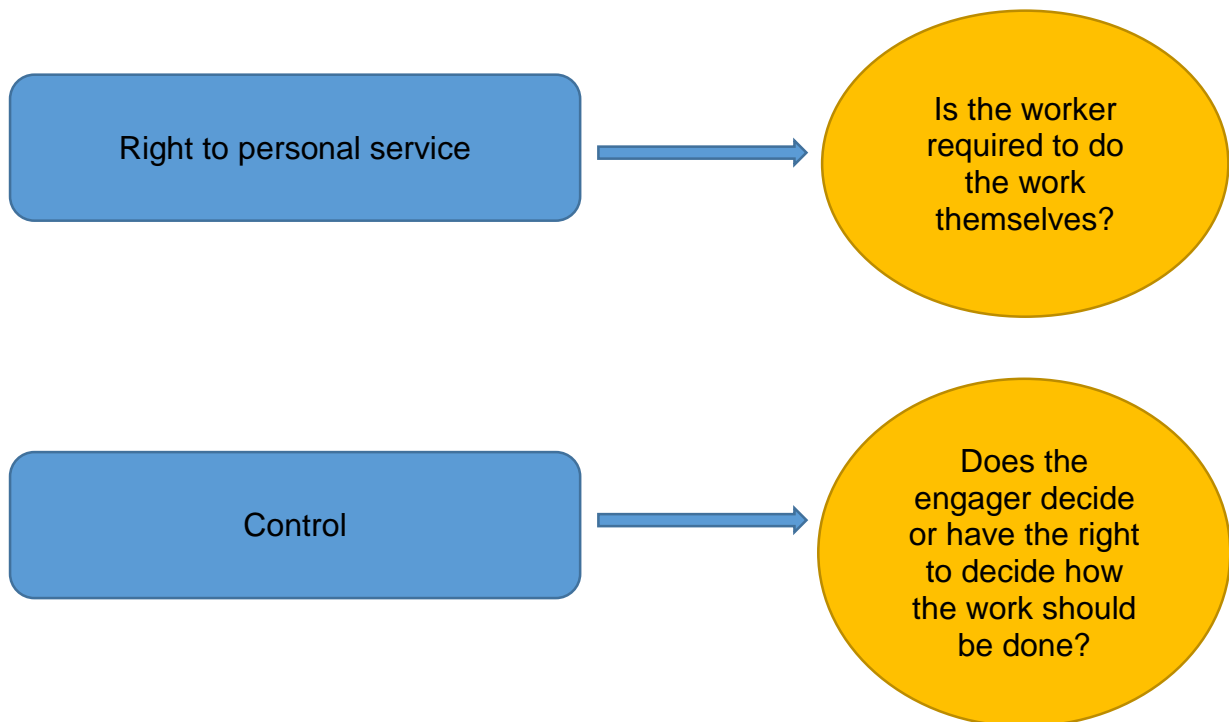 Right to personal service
Is the worker
required to do
the work
themselves?
Control
Does the
engager decide
or have the right
to decide how
the work should
be done?